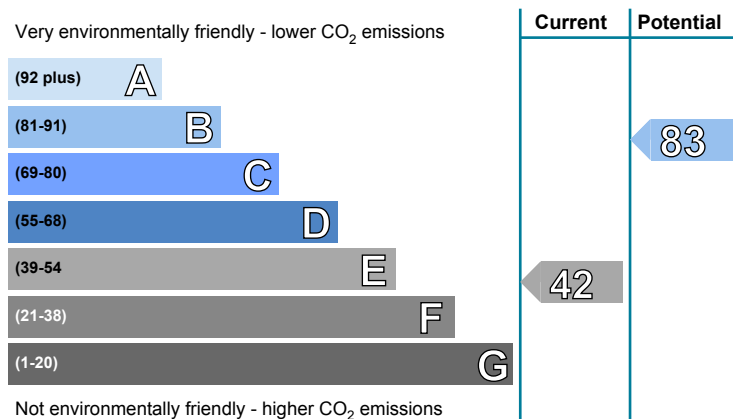 Current Potential
Very environmentally friendly - lower CO₂ emissions
(92 plus) A
(81-91) B
83
(69-80) C
(55-68) D
(39-54 E
42
(21-38) F
(1-20) G
Not environmentally friendly - higher CO₂ emissions